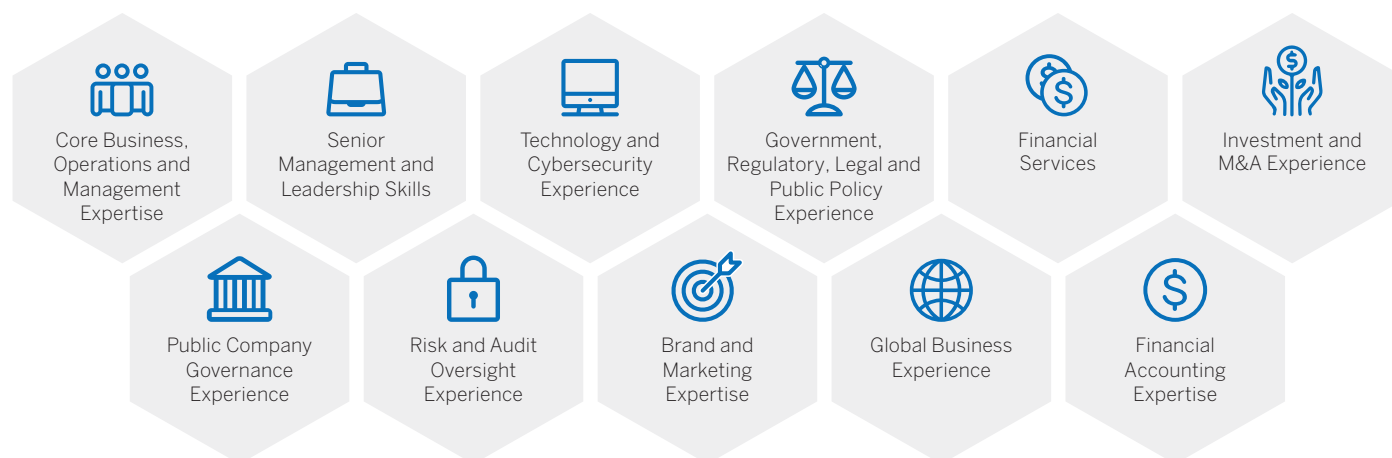 Core Business,
Operations and
Management
Expertise
Senior
Management and
Leadership Skills
Technology and
Cybersecurity
Experience
Government,
Regulatory, Legal and
Public Policy
Experience
Financial
Services
Investment and
M&A Experience
Public Company
Governance
Experience
Risk and Audit
Oversight
Experience
Brand and
Marketing
Expertise
Global Business
Experience
Financial
Accounting
Expertise